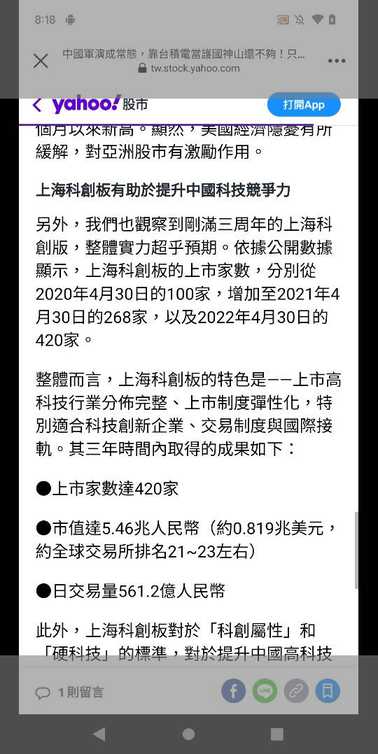 8:18
中國軍演成常態，靠台積電當護國神山還不夠！只...
tw.stock.yahoo.com
yahoo! 股市
打開App
個月以來新高。顯然，美國經濟隱憂有所
緩解，對亞洲股市有激勵作用。
上海科創板有助於提升中國科技競爭力
另外，我們也觀察到剛滿三周年的上海科
創版，整體實力超乎預期。依據公開數據
顯示，上海科創板的上市家數，分別從
2020年4月30日的100家，增加至2021年4
月30日的268家，以及2022年4月30日的
420家。
整體而言，上海科創板的特色是——上市高
科技行業分佈完整、上市制度彈性化，特
別適合科技創新企業、交易制度與國際接
軌。其三年時間內取得的成果如下：
●上市家數達420家
●市值達5.46兆人民幣（約0.819兆美元，
約全球交易所排名21~23左右）
●日交易量561.2億人民幣
此外，上海科創板對於「科創屬性」和
「硬科技」的標準，對於提升中國高科技
1則留言